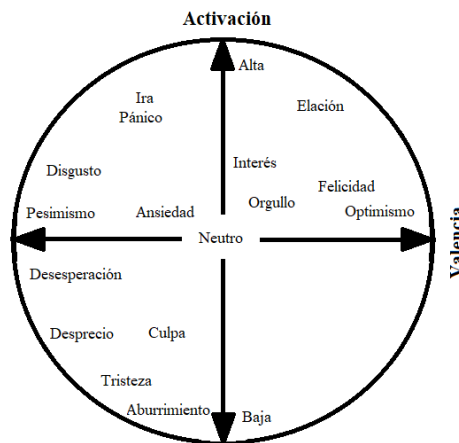 Activación
Alta
Ira
Elación
Pánico
Interés
Disgusto
Felicidad
Orgullo
Pesimismo
Ansiedad
Optimismo
Neutro
Valencia
Desesperación
Desprecio
Culpa
Tristeza
Aburrimiento
Baja